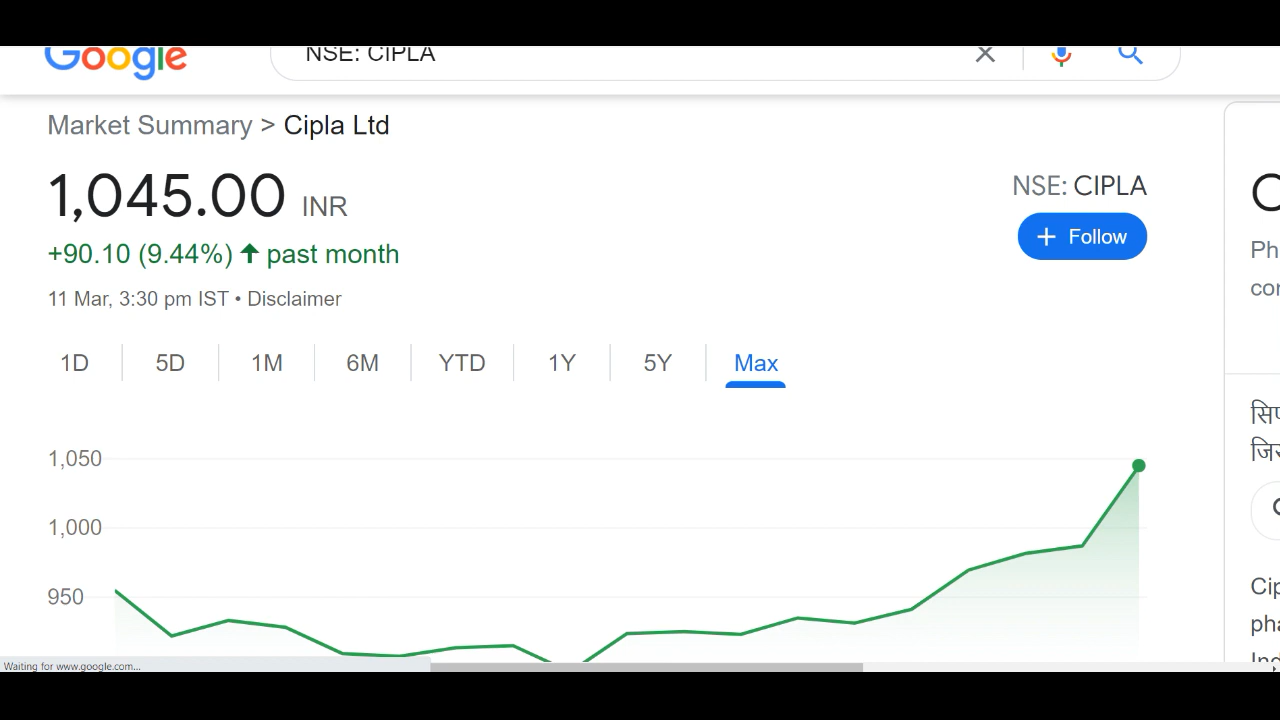 Google
NSE: CIPLA
Market Summary > Cipla Ltd
1,045.00 INR
NSE: CIPLA
+90.10 (9.44%) ↑ past month
+ Follow
11 Mar, 3:30 pm IST • Disclaimer
1D 5D 1M 6M YTD 1Y 5Y Max
1,050
1,000
950
Waiting for www.google.com...